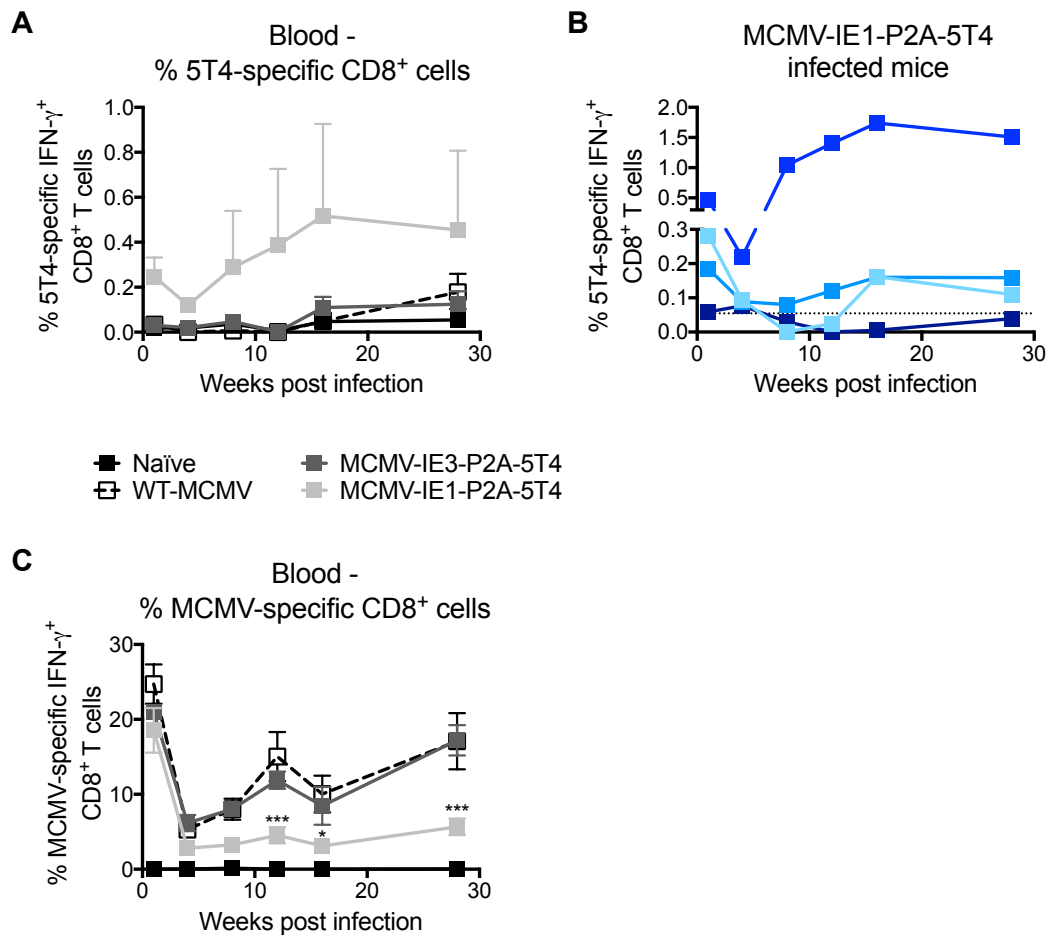 A
Blood -
% 5T4-specific CD8⁺ cells
% 5T4-specific IFN-γ⁺
CD8⁺ T cells
1.0
0.8
0.6
0.4
0.2
0.0
0 10 20 30
Weeks post infection
B
MCMV-IE1-P2A-5T4
infected mice
% 5T4-specific IFN-γ⁺
CD8⁺ T cells
2.0
1.5
1.0
0.5
0.3
0.2
0.1
0.0
0 10 20 30
Weeks post infection
Naïve
WT-MCMV
MCMV-IE3-P2A-5T4
MCMV-IE1-P2A-5T4
C
Blood -
% MCMV-specific CD8⁺ cells
% MCMV-specific IFN-γ⁺
CD8⁺ T cells
30
20
10
0
*** * ***
0 10 20 30
Weeks post infection